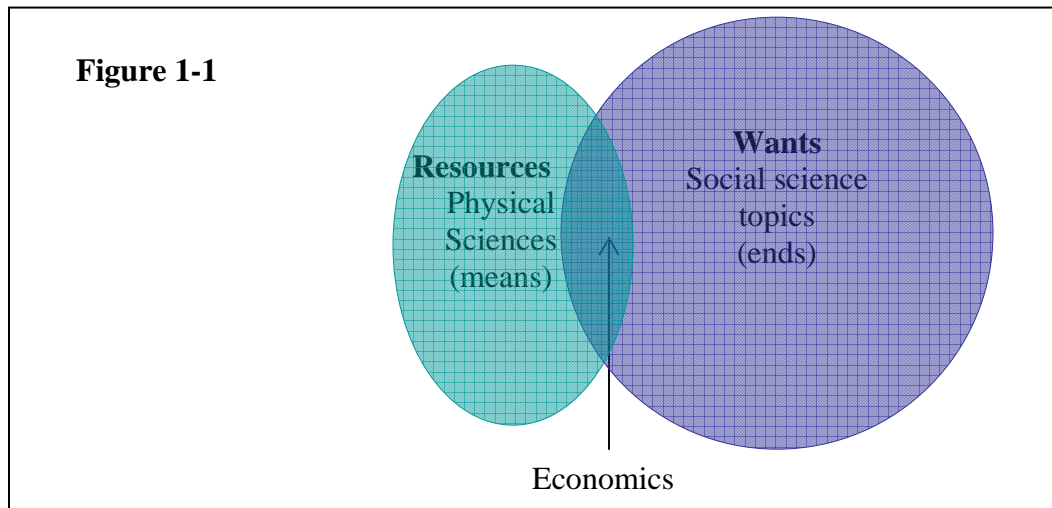 Figure 1-1
Resources
Physical
Sciences
(means)
Wants
Social science
topics
(ends)
Economics